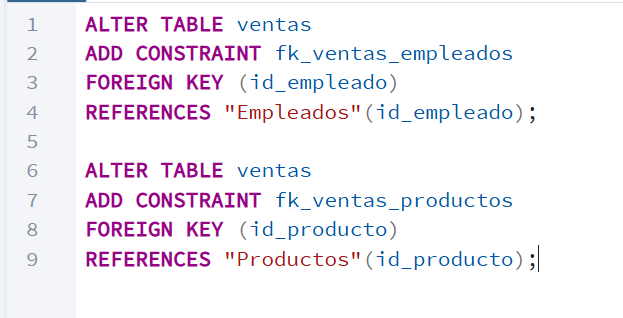 1 ALTER TABLE ventas
2 ADD CONSTRAINT fk_ventas_empleados
3 FOREIGN KEY (id_empleado)
4 REFERENCES "Empleados"(id_empleado);
5
6 ALTER TABLE ventas
7 ADD CONSTRAINT fk_ventas_productos
8 FOREIGN KEY (id_producto)
9 REFERENCES "Productos"(id_producto);